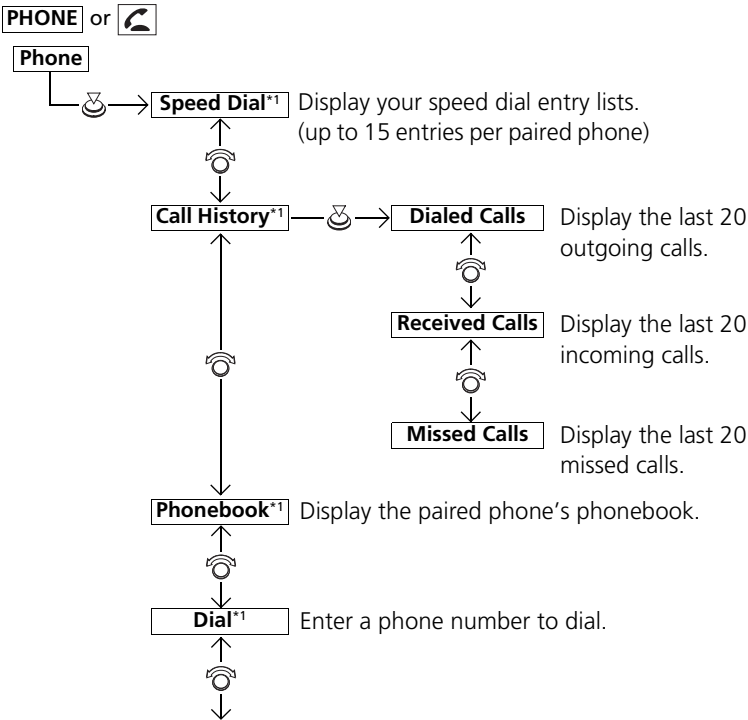 PHONE or
Phone
Speed Dial*1 Display your speed dial entry lists.
(up to 15 entries per paired phone)
Call History*1 Dialed Calls Display the last 20
outgoing calls.
Received Calls Display the last 20
incoming calls.
Missed Calls Display the last 20
missed calls.
Phonebook*1 Display the paired phone's phonebook.
Dial*1 Enter a phone number to dial.